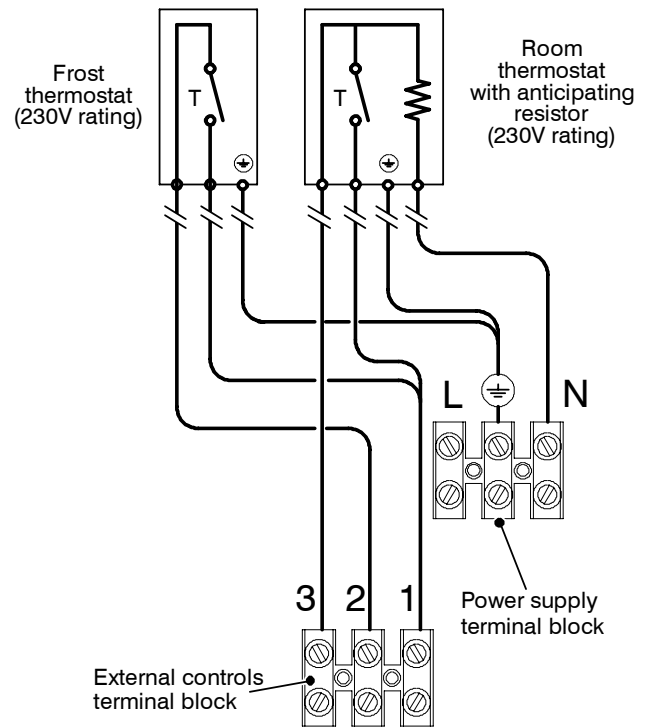 Frost
thermostat
(230V rating)
T
T
Room
thermostat
with anticipating
resistor
(230V rating)
L
N
3 2 1
Power supply
terminal block
External controls
terminal block